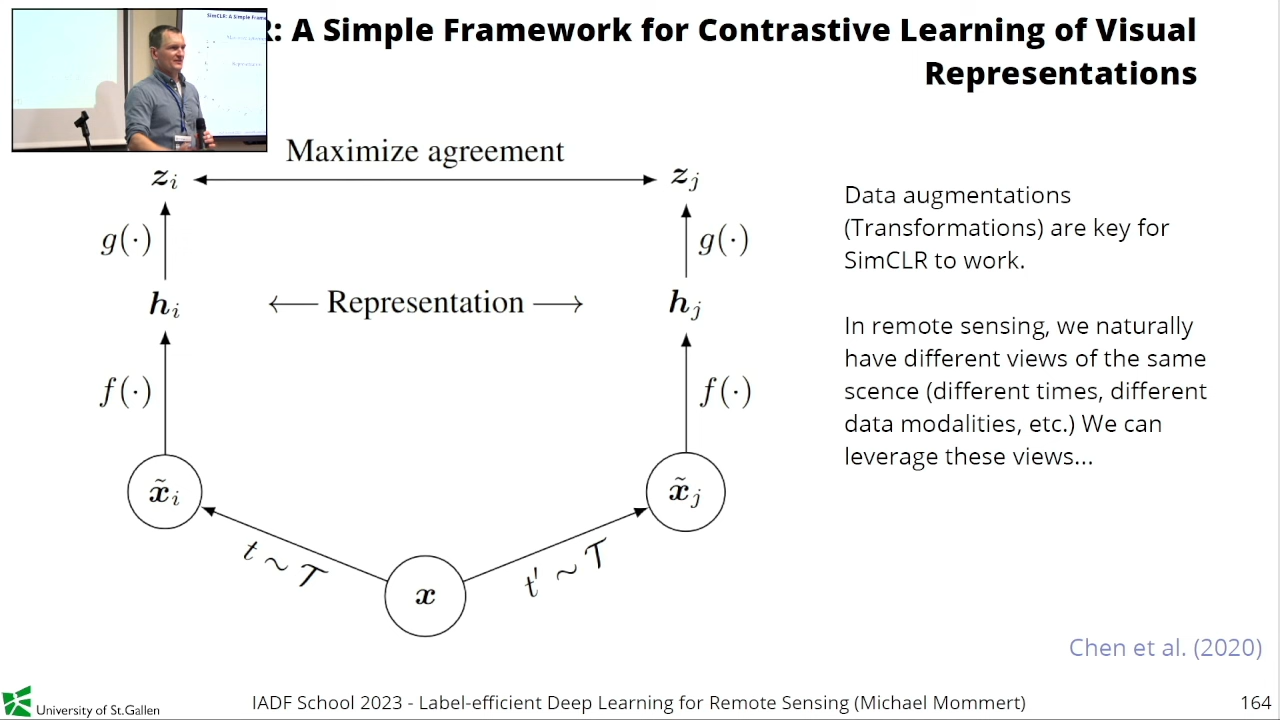 SimCLR: A Simple Frame
R: A Simple Framework for Contrastive Learning of Visual
Representations
Maximize agreement
z_i
z_j
g(·)
g(·)
h_i
← Representation →
h_j
f(·)
f(·)
x̃_i
x̃_j
t ~ 𝒯
t' ~ 𝒯
x
Data augmentations
(Transformations) are key for
SimCLR to work.
In remote sensing, we naturally
have different views of the same
scence (different times, different
data modalities, etc.) We can
leverage these views...
Chen et al. (2020)
University of St.Gallen
IADF School 2023 - Label-efficient Deep Learning for Remote Sensing (Michael Mommert)
164